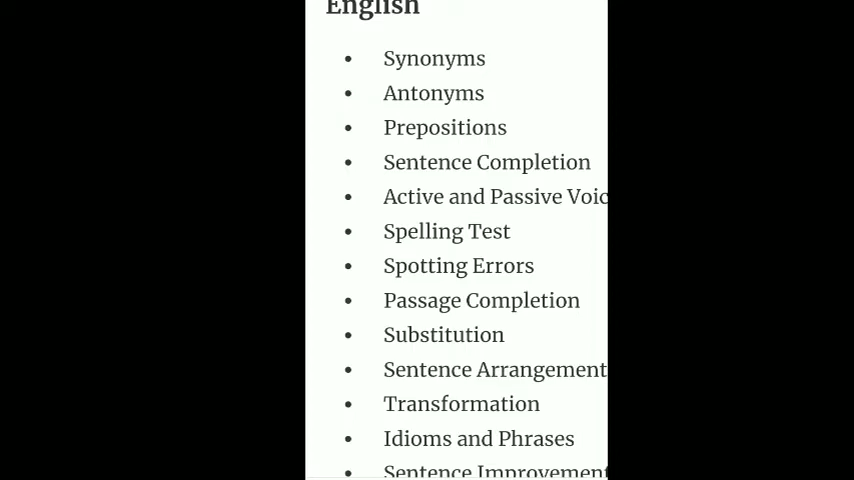 English
• Synonyms
• Antonyms
• Prepositions
• Sentence Completion
• Active and Passive Voic
• Spelling Test
• Spotting Errors
• Passage Completion
• Substitution
• Sentence Arrangement
• Transformation
• Idioms and Phrases
• Sentence Improvement